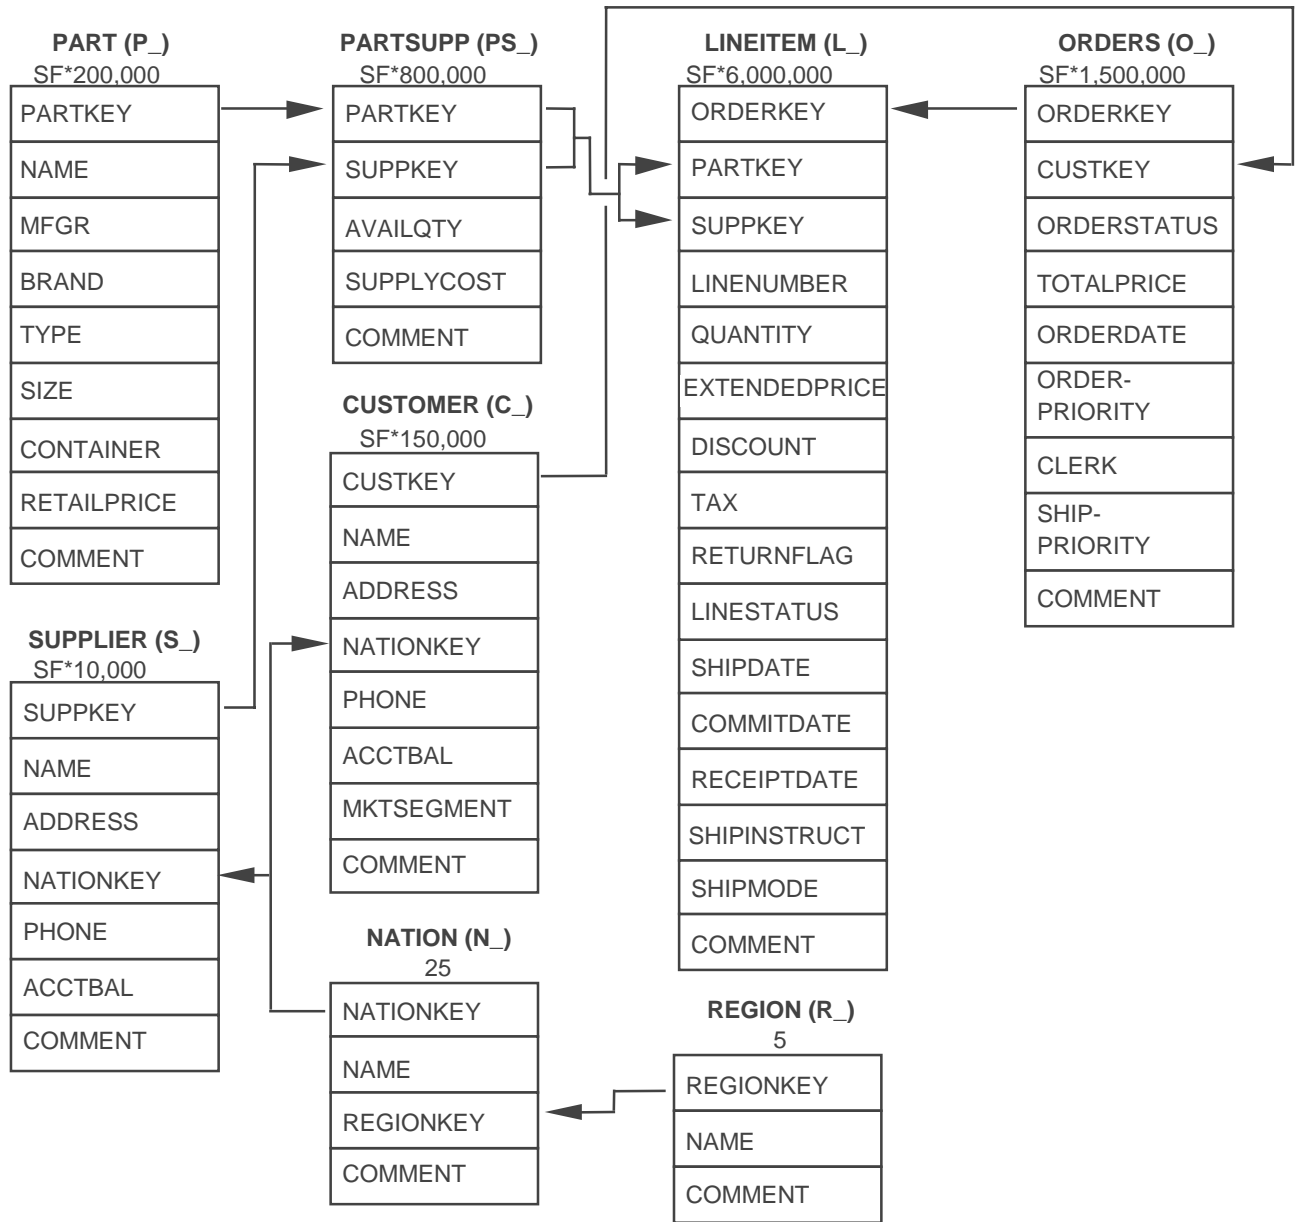 PART (P_)
SF*200,000
PARTKEY
NAME
MFGR
BRAND
TYPE
SIZE
CONTAINER
RETAILPRICE
COMMENT
SUPPLIER (S_)
SF*10,000
SUPPKEY
NAME
ADDRESS
NATIONKEY
PHONE
ACCTBAL
COMMENT
PARTSUPP (PS_)
SF*800,000
PARTKEY
SUPPKEY
AVAILQTY
SUPPLYCOST
COMMENT
CUSTOMER (C_)
SF*150,000
CUSTKEY
NAME
ADDRESS
NATIONKEY
PHONE
ACCTBAL
MKTSEGMENT
COMMENT
NATION (N_)
25
NATIONKEY
NAME
REGIONKEY
COMMENT
LINEITEM (L_)
SF*6,000,000
ORDERKEY
PARTKEY
SUPPKEY
LINENUMBER
QUANTITY
EXTENDEDPRICE
DISCOUNT
TAX
RETURNFLAG
LINESTATUS
SHIPDATE
COMMITDATE
RECEIPTDATE
SHIPINSTRUCT
SHIPMODE
COMMENT
REGION (R_)
5
REGIONKEY
NAME
COMMENT
ORDERS (O_)
SF*1,500,000
ORDERKEY
CUSTKEY
ORDERSTATUS
TOTALPRICE
ORDERDATE
ORDER-
PRIORITY
CLERK
SHIP-
PRIORITY
COMMENT